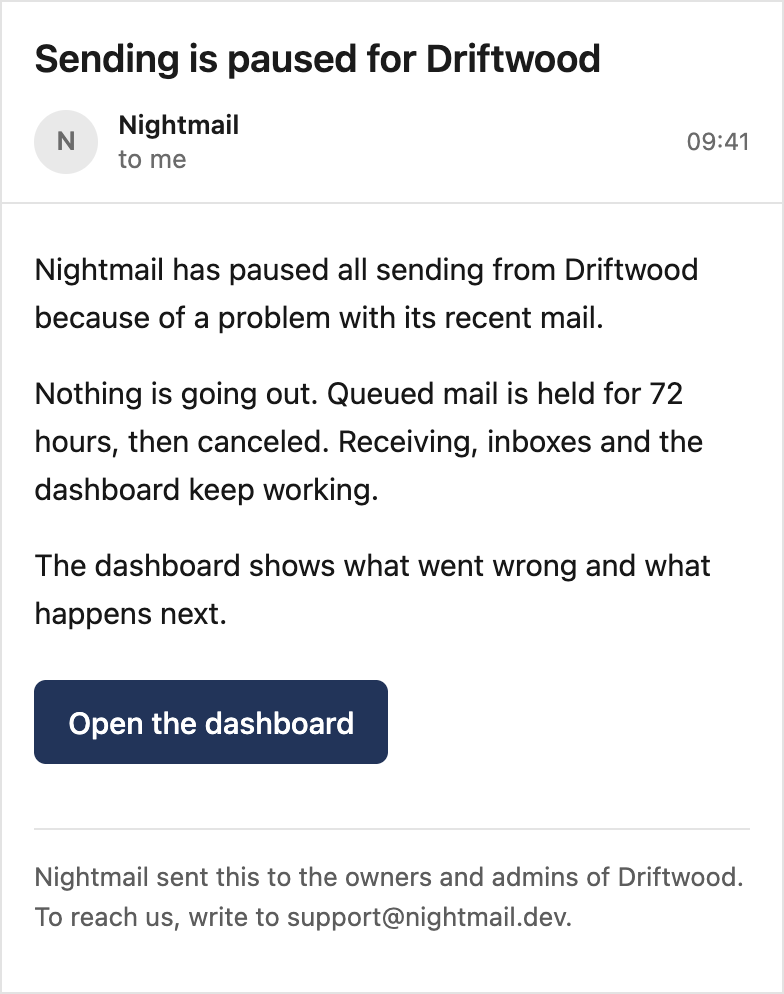 Sending is paused for Driftwood
N
Nightmail
to me
09:41
Nightmail has paused all sending from Driftwood
because of a problem with its recent mail.
Nothing is going out. Queued mail is held for 72
hours, then canceled. Receiving, inboxes and the
dashboard keep working.
The dashboard shows what went wrong and what
happens next.
Open the dashboard
Nightmail sent this to the owners and admins of Driftwood.
To reach us, write to support@nightmail.dev.